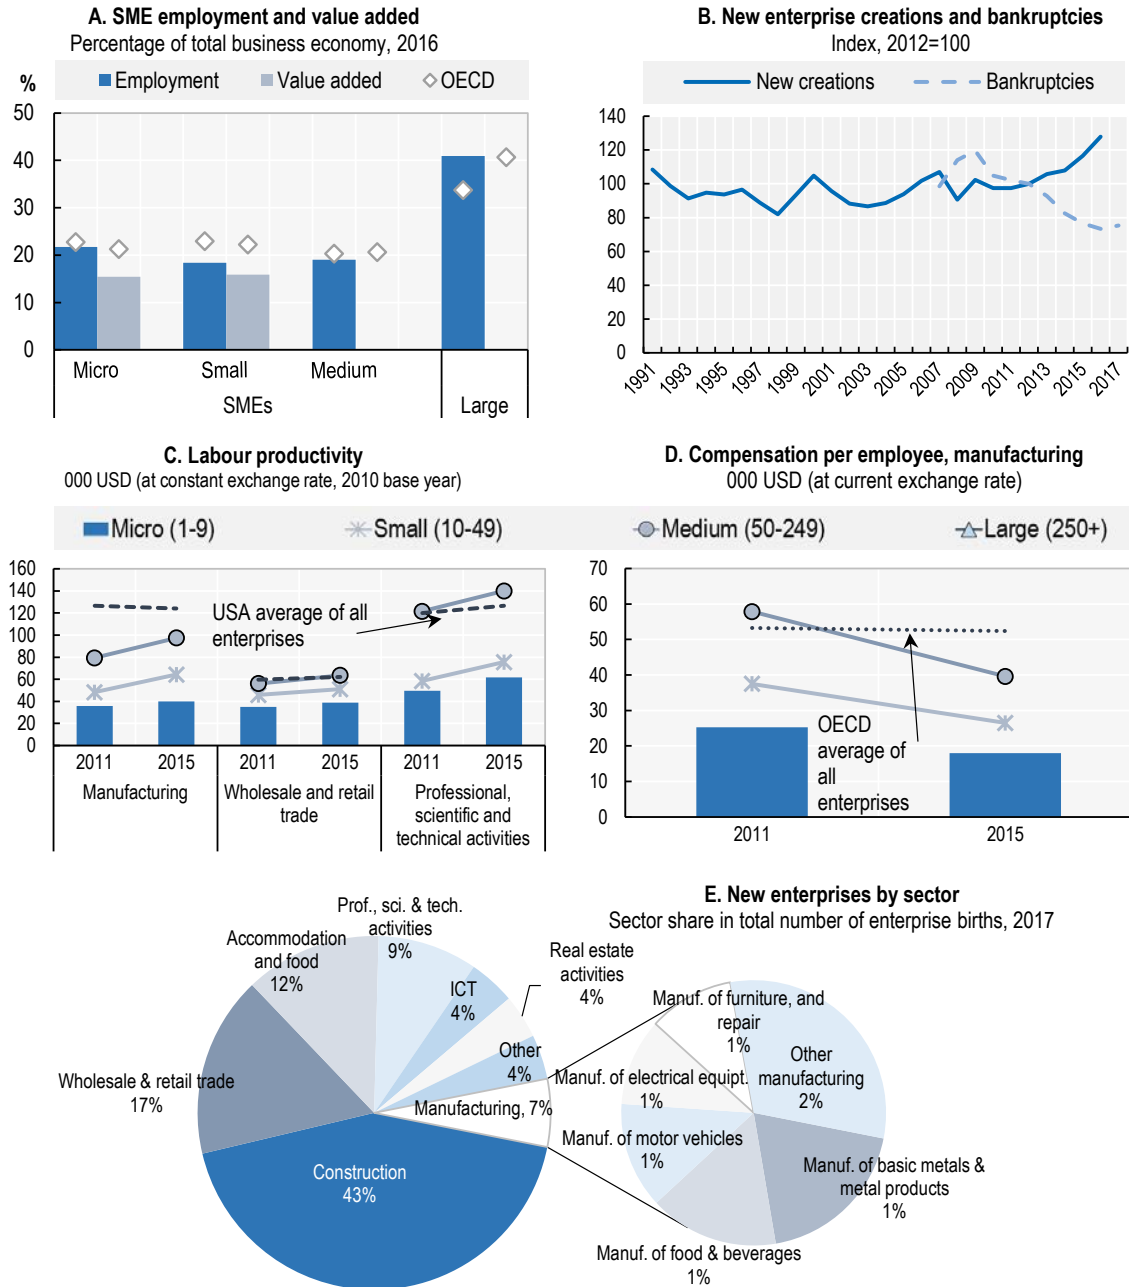 A. SME employment and value added
Percentage of total business economy, 2016
%
Employment
Value added
OECD
50
40
30
20
10
0
Micro
Small
Medium
SMEs
Large
B. New enterprise creations and bankruptcies
Index, 2012=100
New creations
Bankruptcies
140
120
100
80
60
40
20
0
1991
1993
1995
1997
1999
2001
2003
2005
2007
2009
2011
2013
2015
2017
C. Labour productivity
000 USD (at constant exchange rate, 2010 base year)
D. Compensation per employee, manufacturing
000 USD (at current exchange rate)
Micro (1-9)
Small (10-49)
Medium (50-249)
Large (250+)
160
140
120
100
80
60
40
20
0
USA average of all
enterprises
2011
2015
2011
2015
2011
2015
Manufacturing
Wholesale and retail
trade
Professional,
scientific and
technical activities
70
60
50
40
30
20
10
0
OECD
average of
all
enterprises
2011
2015
E. New enterprises by sector
Sector share in total number of enterprise births, 2017
Prof., sci. & tech.
activities
9%
Accommodation
and food
12%
ICT
4%
Real estate
activities
4%
Other
4%
Wholesale & retail trade
17%
Manufacturing, 7%
Construction
43%
Manuf. of furniture, and
repair
1%
Other
manufacturing
2%
Manuf. of electrical equipt.
1%
Manuf. of motor vehicles
1%
Manuf. of basic metals &
metal products
1%
Manuf. of food & beverages
1%